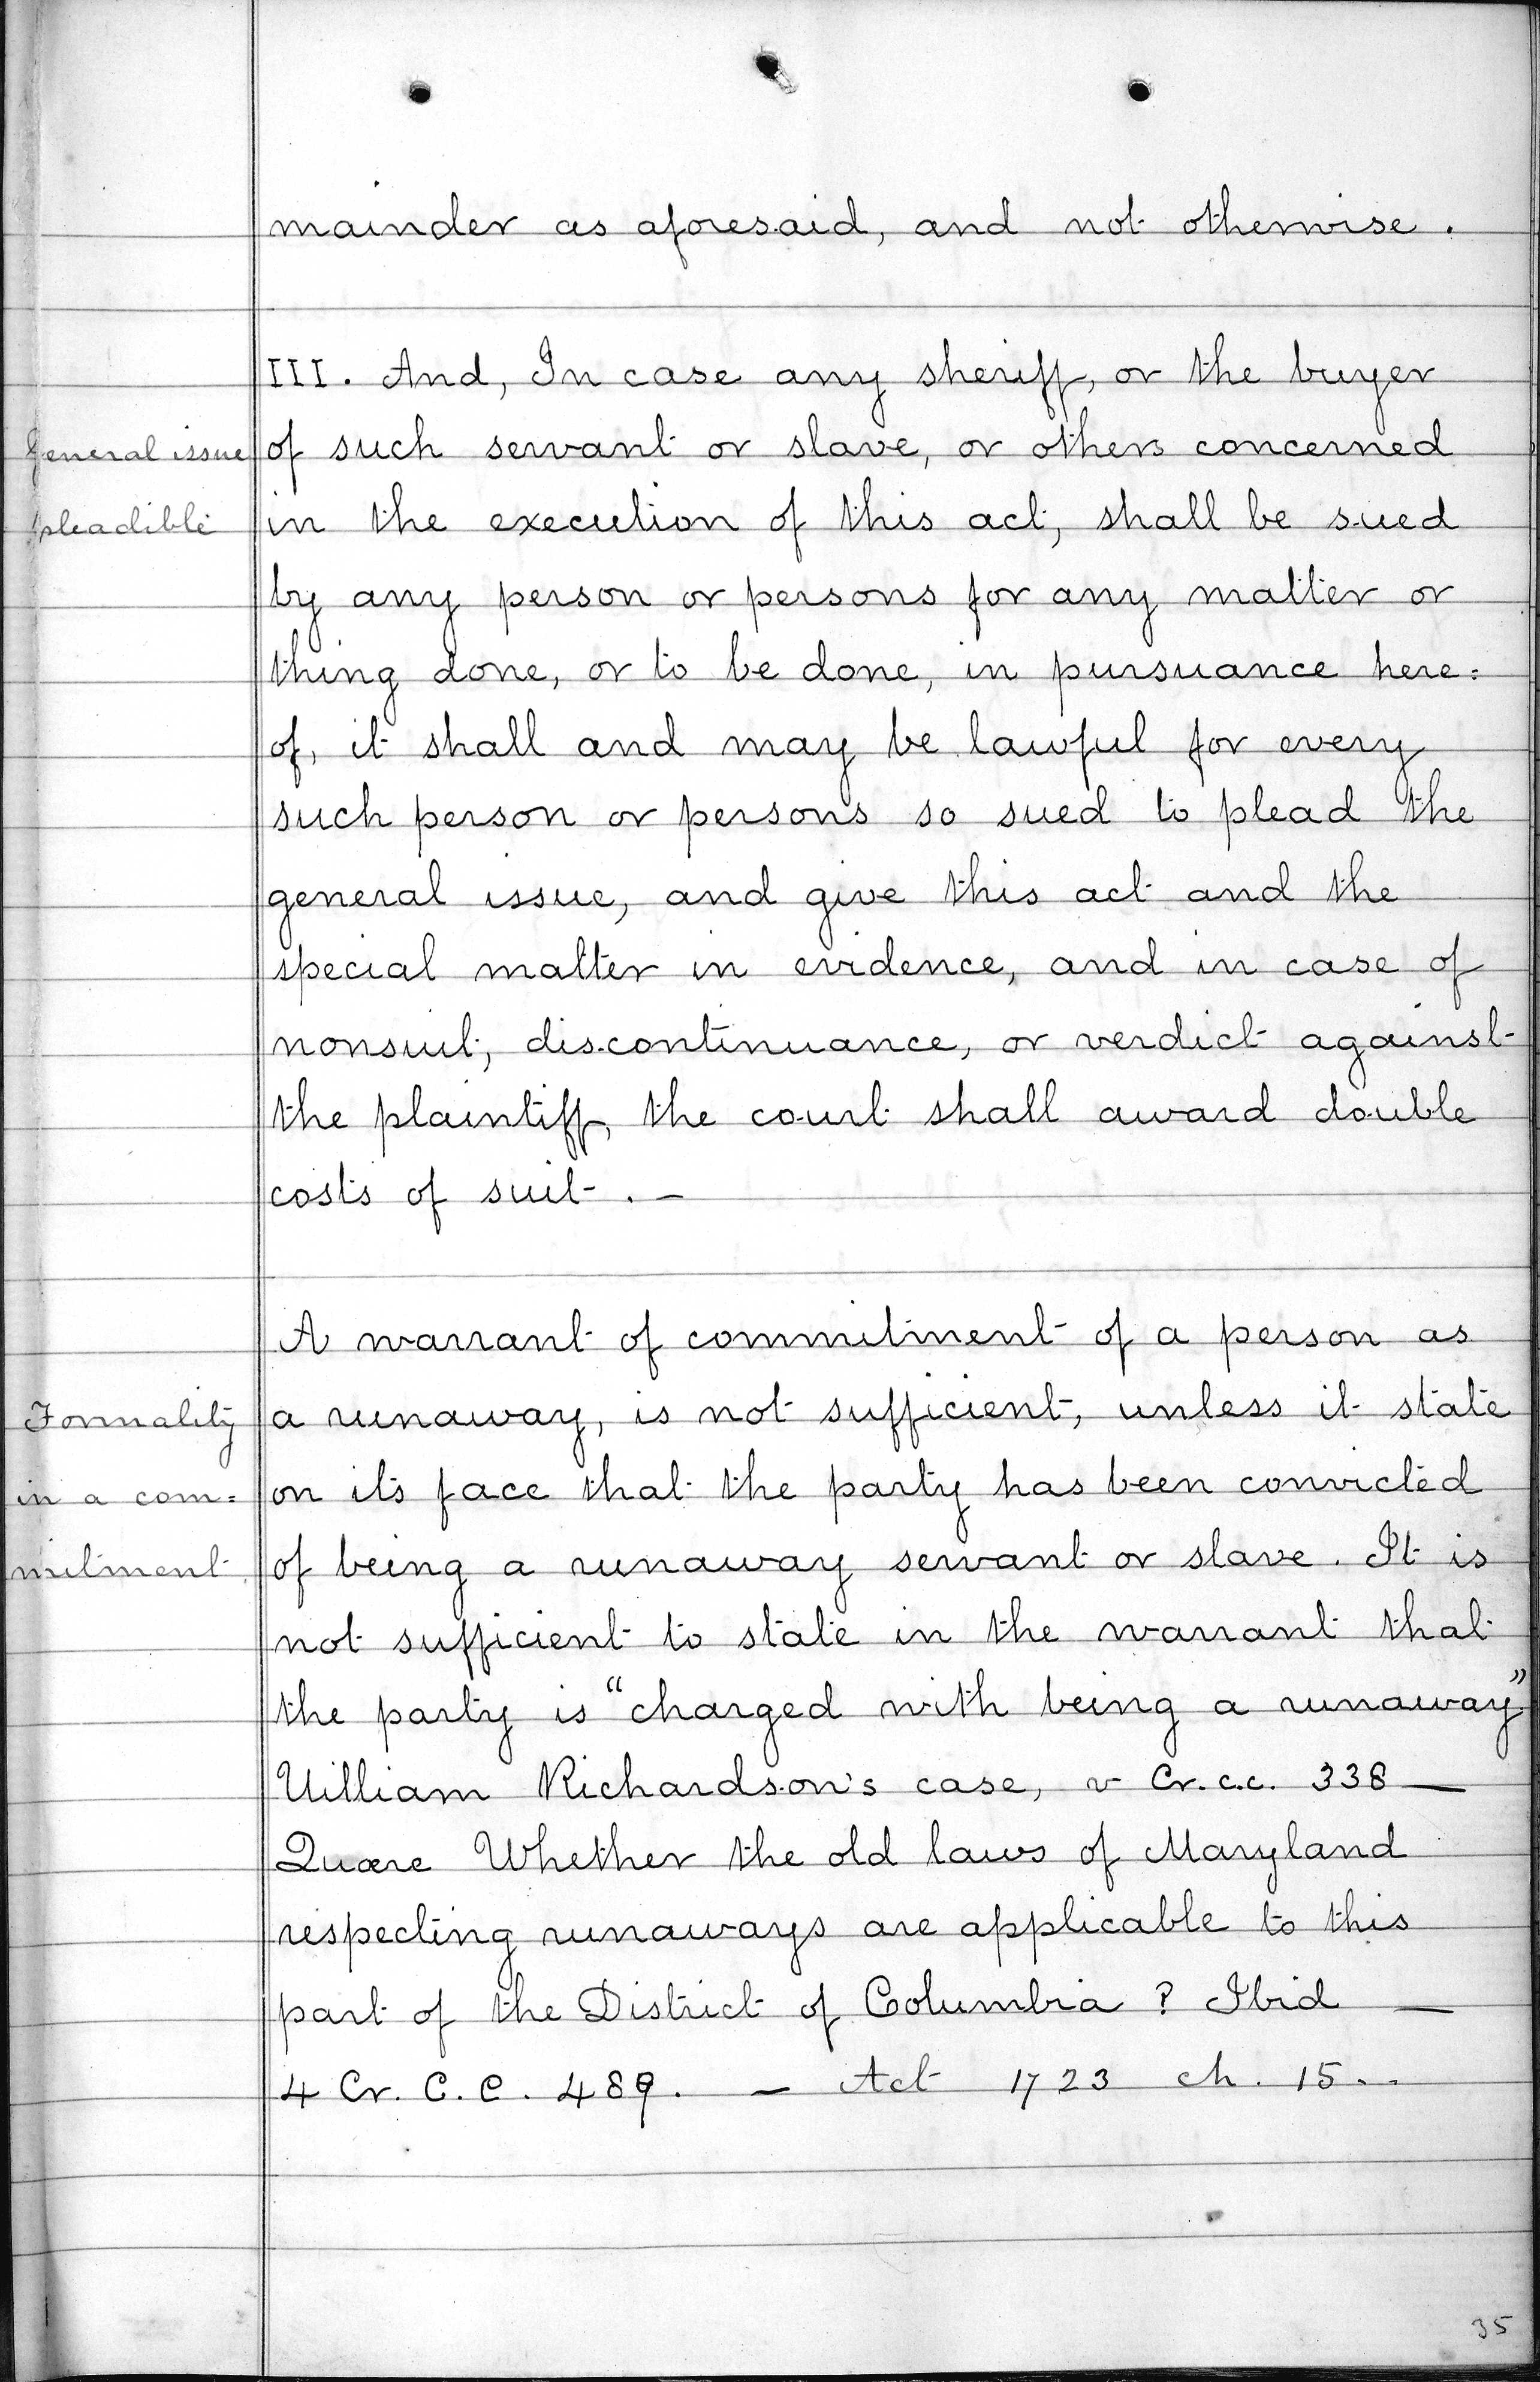 mainder as aforesaid, and not otherwise.
III. And, In case any sheriff, or the buyer
General issue
of such servant or slave, or others concerned
pleadible
in the execution of this act, shall be sued
by any person or persons for any matter or
thing done, or to be done, in pursuance here=
of, it shall and may be lawful for every
such person or persons so sued to plead the
general issue, and give this act and the
special matter in evidence, and in case of
nonsuit, discontinuance, or verdict against
the plaintiff, the court shall award double
costs of suit. —
A warrant of commitment of a person as
Formality
a runaway, is not sufficient, unless it state
in a com=
on its face that the party has been convicted
mitment
of being a runaway servant or slave. It is
not sufficient to state in the warrant that
the party is "charged with being a runaway"
William Richardson's case, v Cr. c.c. 338 —
Quære Whether the old laws of Maryland
respecting runaways are applicable to this
part of the District of Columbia? Ibid —
4 Cr. C. C. 489. — Act 1723 ch. 15..
35